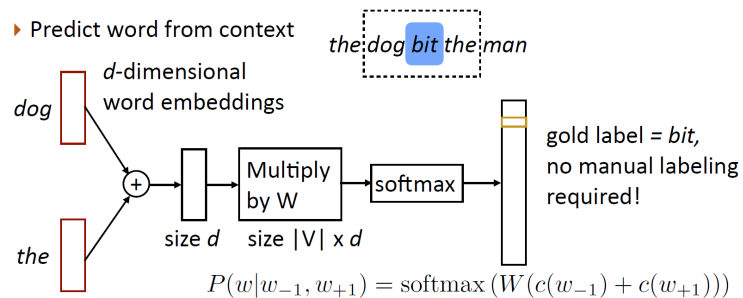 Predict word from context
the dog bit the man
d-dimensional
word embeddings
dog
+
Multiply
by W
softmax
gold label = bit,
no manual labeling
required!
the
size d
size |V| x d
P(w|w₋₁, w₊₁) = softmax (W(c(w₋₁) + c(w₊₁)))